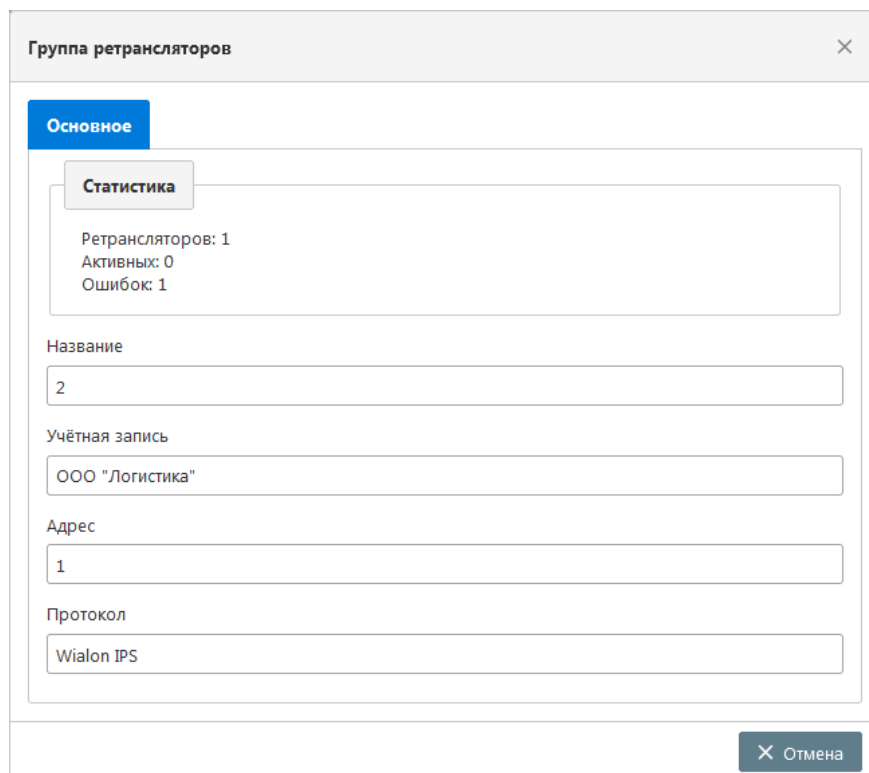 Группа ретрансляторов
Основное
Статистика
Ретрансляторов: 1
Активных: 0
Ошибок: 1
Название
2
Учётная запись
ООО "Логистика"
Адрес
1
Протокол
Wialon IPS
Отмена